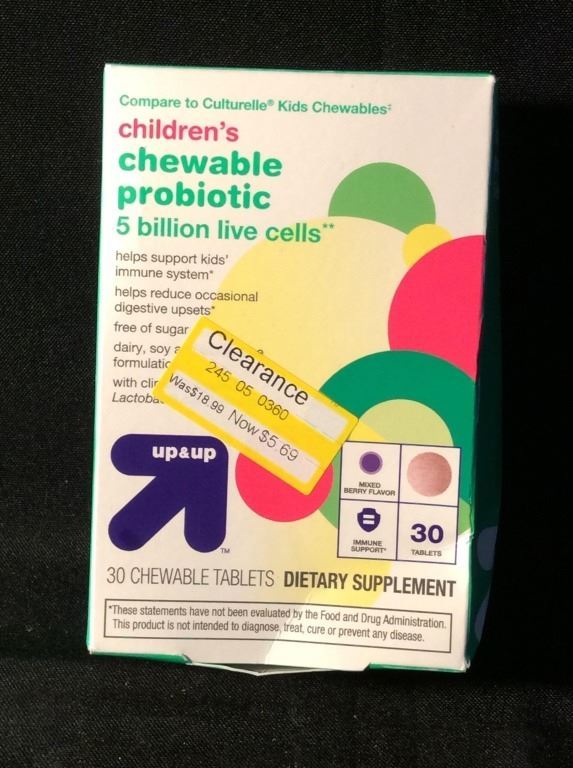 Compare to Culturelle® Kids Chewables‡
children's
chewable
probiotic
5 billion live cells**
helps support kids'
immune system*
helps reduce occasional
digestive upsets*
free of sugar
dairy, soy
with
Clearance
245 05 0360
Was$18.99 Now $5.69
up&up
TM
MIXED
BERRY FLAVOR
IMMUNE
SUPPORT*
30
TABLETS
30 CHEWABLE TABLETS DIETARY SUPPLEMENT
*These statements have not been evaluated by the Food and Drug Administration.
This product is not intended to diagnose, treat, cure or prevent any disease.